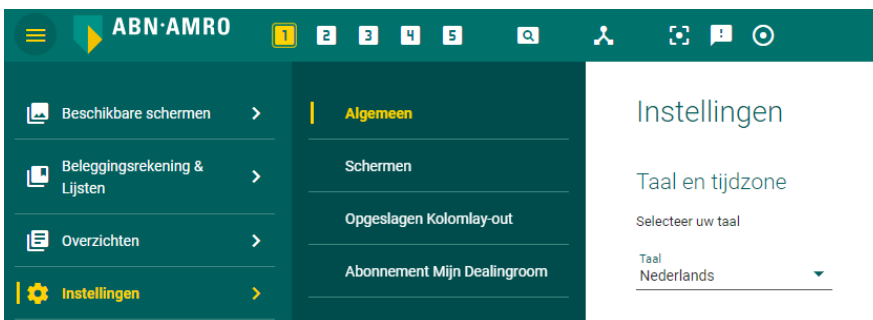 ABN·AMRO
1 2 3 4 5
Beschikbare schermen
Beleggingsrekening &
Lijsten
Overzichten
Instellingen
Algemeen
Schermen
Opgeslagen Kolomlay-out
Abonnement Mijn Dealingroom
Instellingen
Taal en tijdzone
Selecteer uw taal
Taal
Nederlands